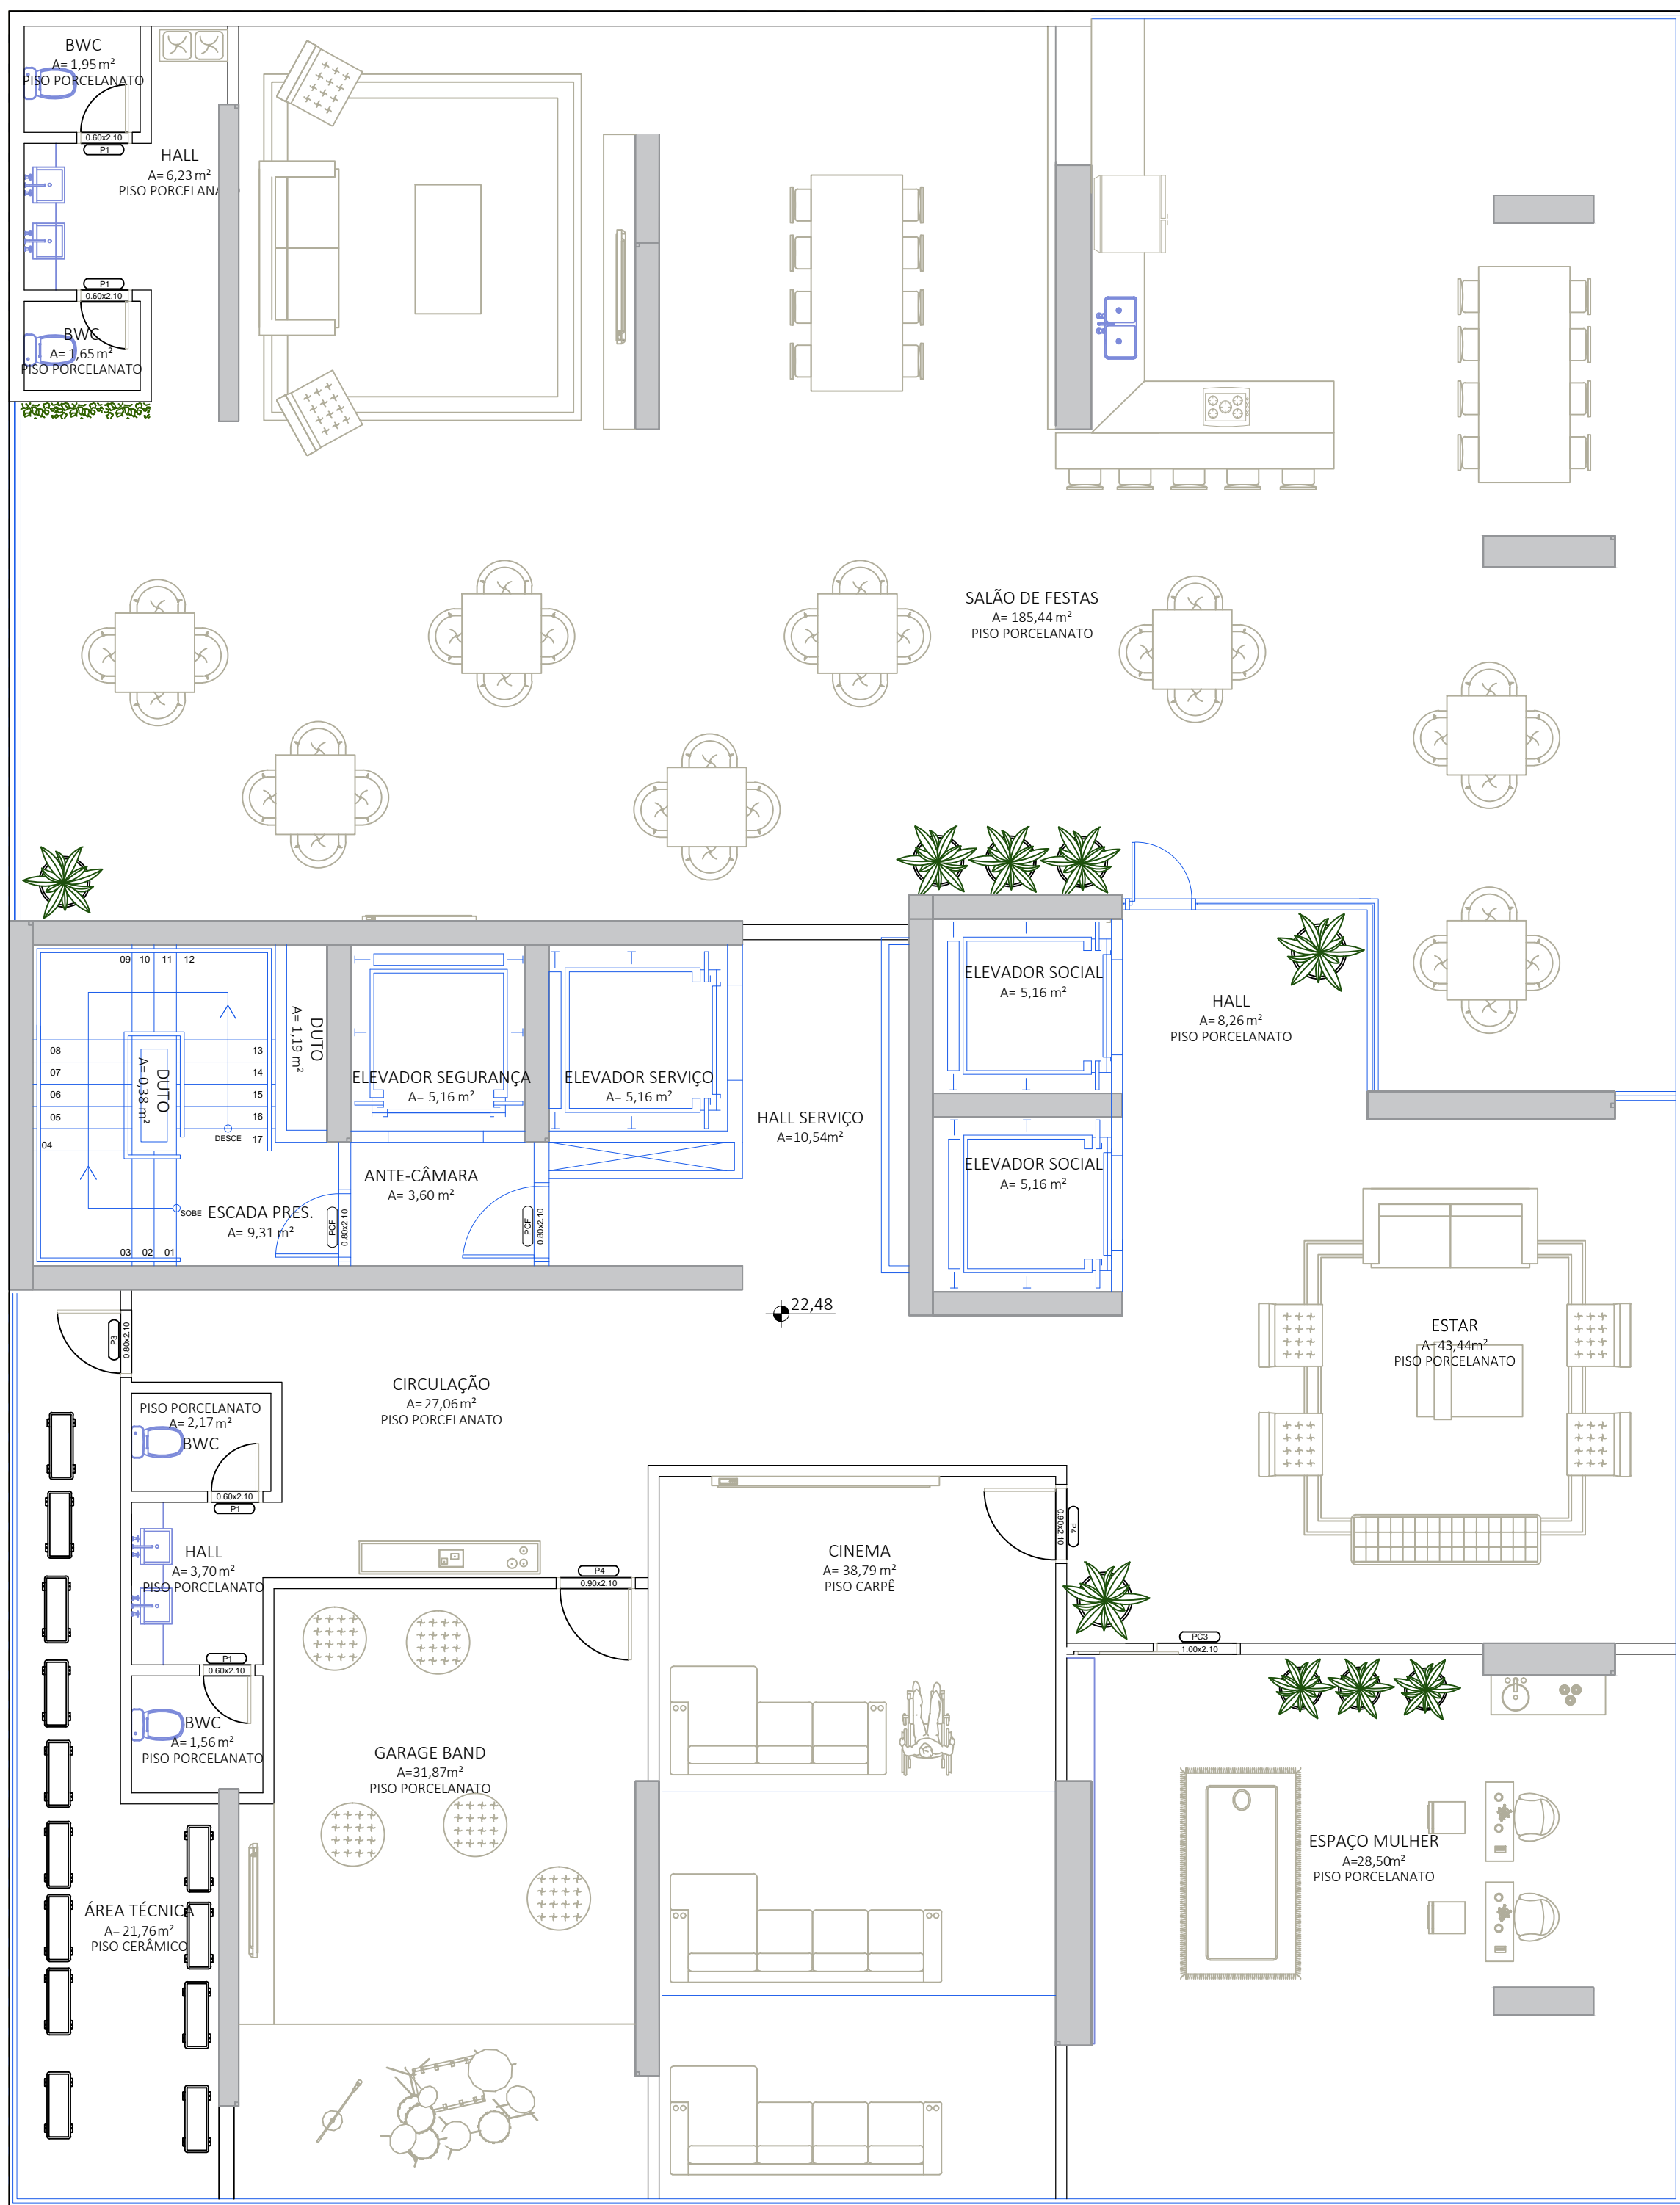 BWC
A= 1,95 m²
PISO PORCELANATO
0.60x2.10
P1
HALL
A= 6,23 m²
PISO PORCELANA
P1
0.60x2.10
BWC
A= 1,65 m²
PISO PORCELANATO
SALÃO DE FESTAS
A= 185,44 m²
PISO PORCELANATO
09 10 11 12
08
07
06
05
04
13
14
15
16
17
DUTO
A= 0,38 m²
DUTO
A= 1,19 m²
DESCE
SOBE
03 02 01
ESCADA PRES.
A= 9,31 m²
ELEVADOR SEGURANÇA
A= 5,16 m²
ELEVADOR SERVIÇO
A= 5,16 m²
ANTE-CÂMARA
A= 3,60 m²
PCF
0.80x2.10
PCF
0.80x2.10
HALL SERVIÇO
A=10,54m²
ELEVADOR SOCIAL
A= 5,16 m²
ELEVADOR SOCIAL
A= 5,16 m²
HALL
A= 8,26 m²
PISO PORCELANATO
22,48
ESTAR
A=43,44m²
PISO PORCELANATO
P3
0.80x2.10
CIRCULAÇÃO
A= 27,06 m²
PISO PORCELANATO
PISO PORCELANATO
A= 2,17 m²
BWC
0.60x2.10
P1
HALL
A= 3,70 m²
PISO PORCELANATO
P4
0.90x2.10
CINEMA
A= 38,79 m²
PISO CARPÊ
0.90x2.10
P4
P1
0.60x2.10
BWC
A= 1,56 m²
PISO PORCELANATO
PC3
1.00x2.10
GARAGE BAND
A=31,87m²
PISO PORCELANATO
ESPAÇO MULHER
A=28,50m²
PISO PORCELANATO
ÁREA TÉCNICA
A= 21,76 m²
PISO CERÂMICO